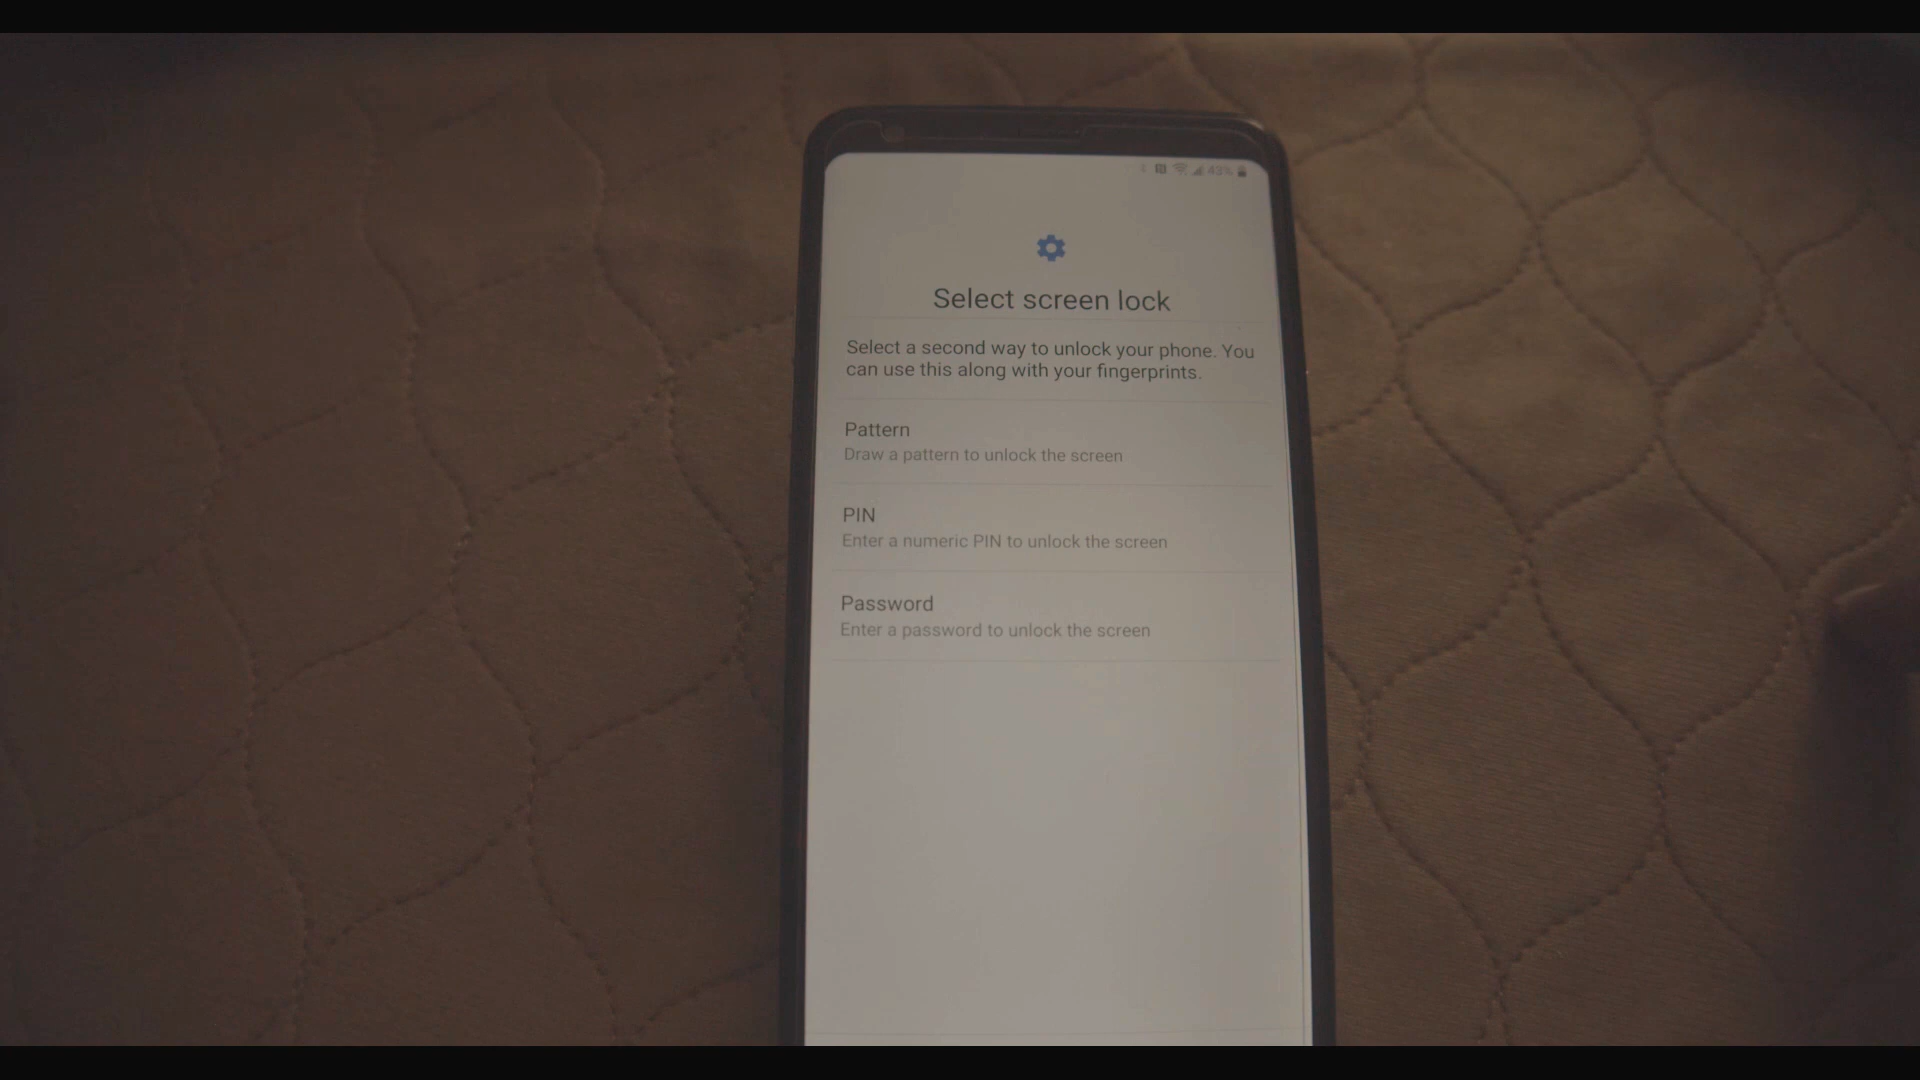 43%
Select screen lock
Select a second way to unlock your phone. You
can use this along with your fingerprints.
Pattern
Draw a pattern to unlock the screen
PIN
Enter a numeric PIN to unlock the screen
Password
Enter a password to unlock the screen